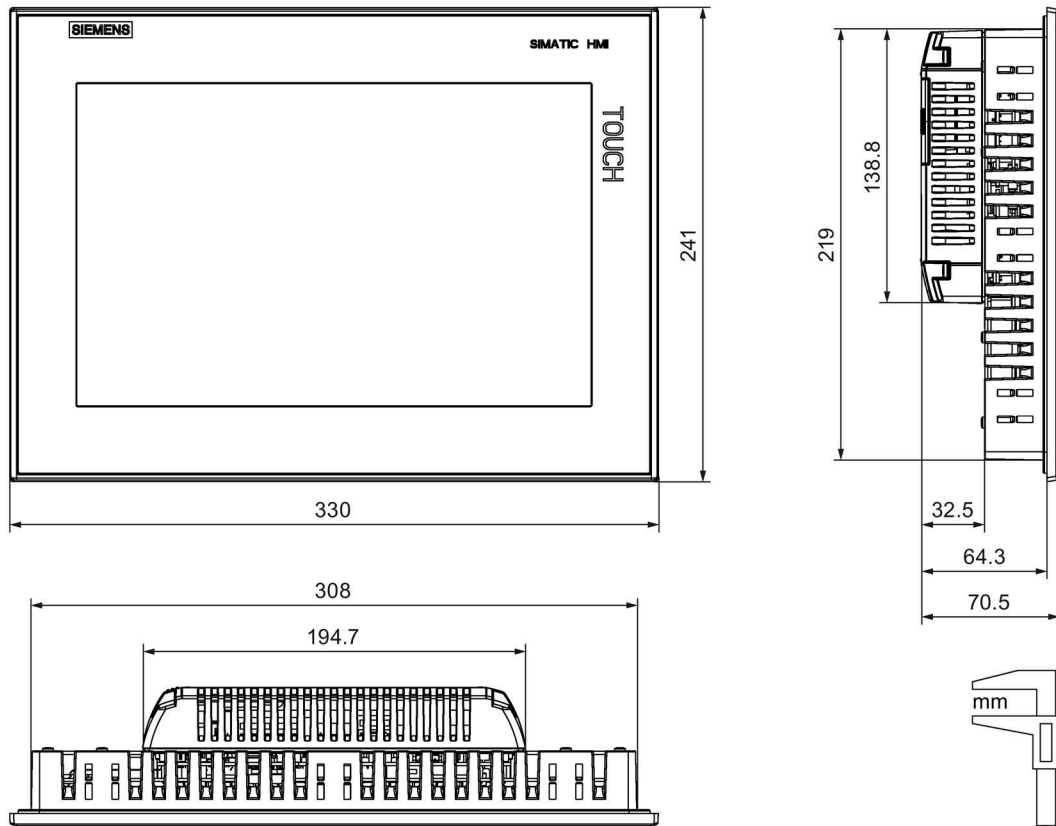 SIEMENS
SIMATIC HMI
TOUCH
241
330
138.8
219
32.5
64.3
70.5
308
194.7
mm